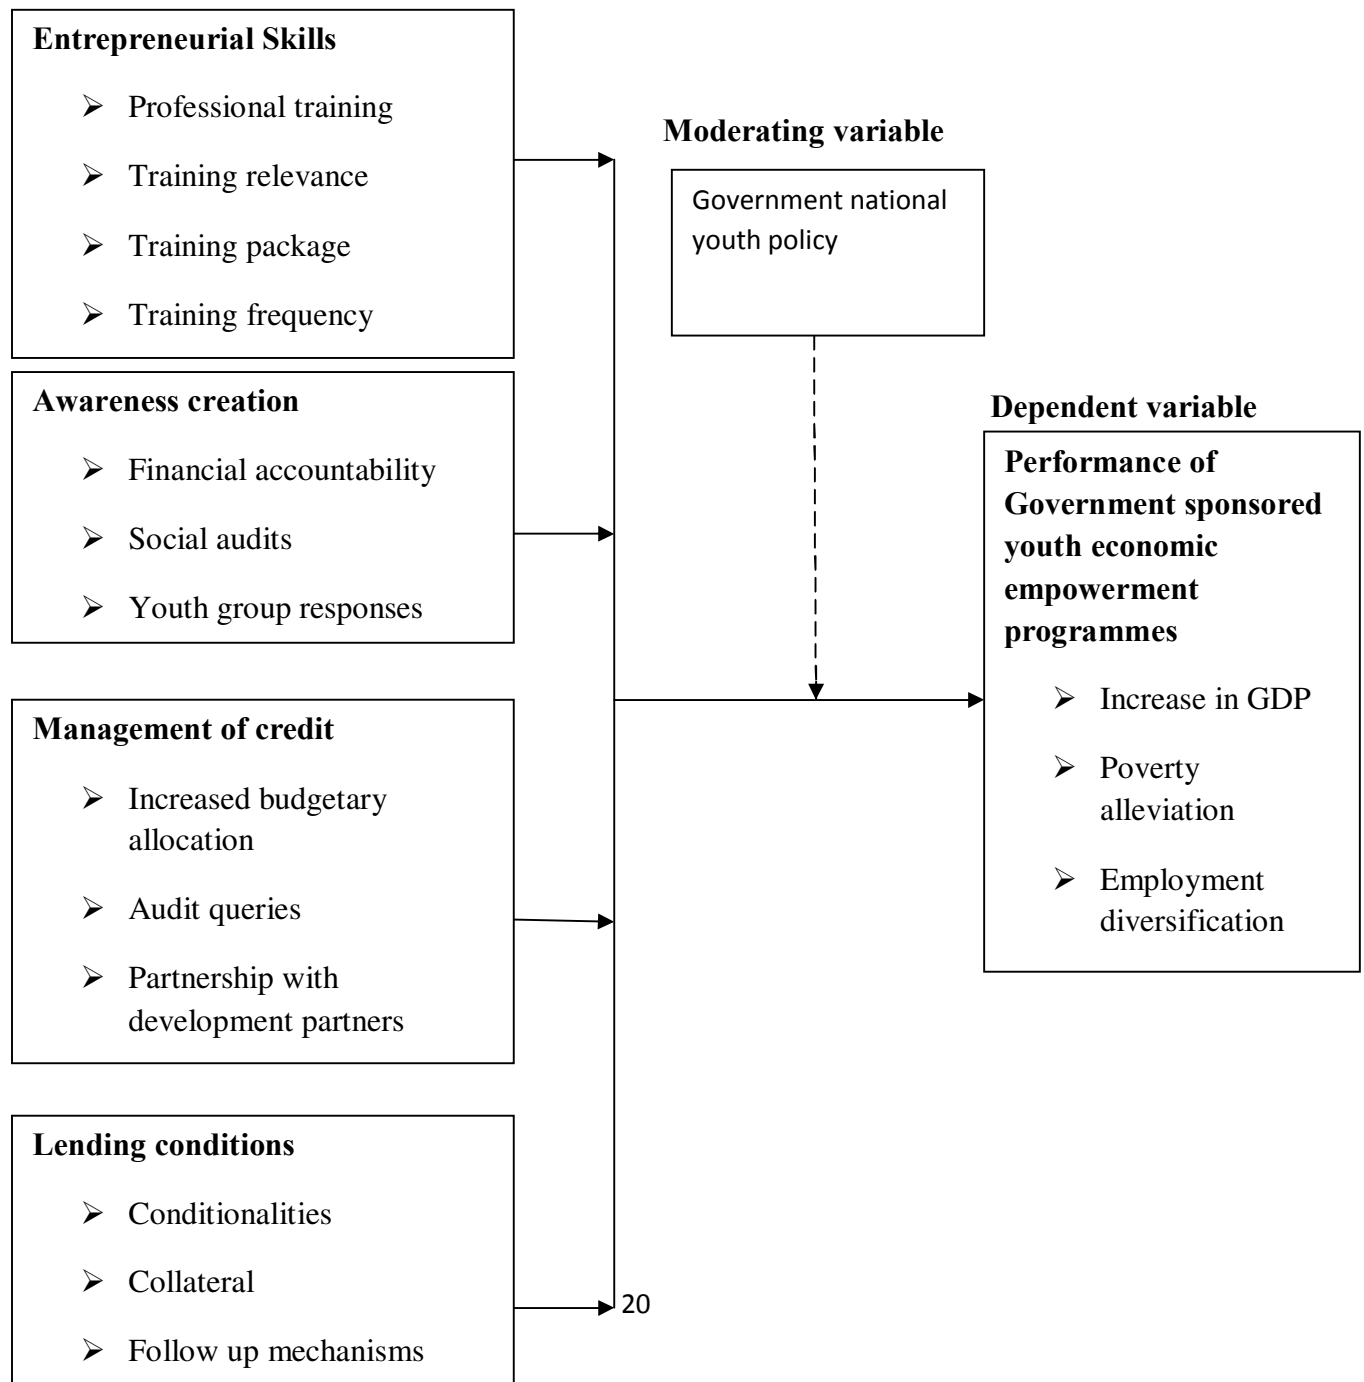 Entrepreneurial Skills
➢ Professional training
➢ Training relevance
➢ Training package
➢ Training frequency
Awareness creation
➢ Financial accountability
➢ Social audits
➢ Youth group responses
Management of credit
➢ Increased budgetary
allocation
➢ Audit queries
➢ Partnership with
development partners
Lending conditions
➢ Conditionalities
➢ Collateral
➢ Follow up mechanisms
Moderating variable
Government national
youth policy
Dependent variable
Performance of
Government sponsored
youth economic
empowerment
programmes
➢ Increase in GDP
➢ Poverty
alleviation
➢ Employment
diversification
20